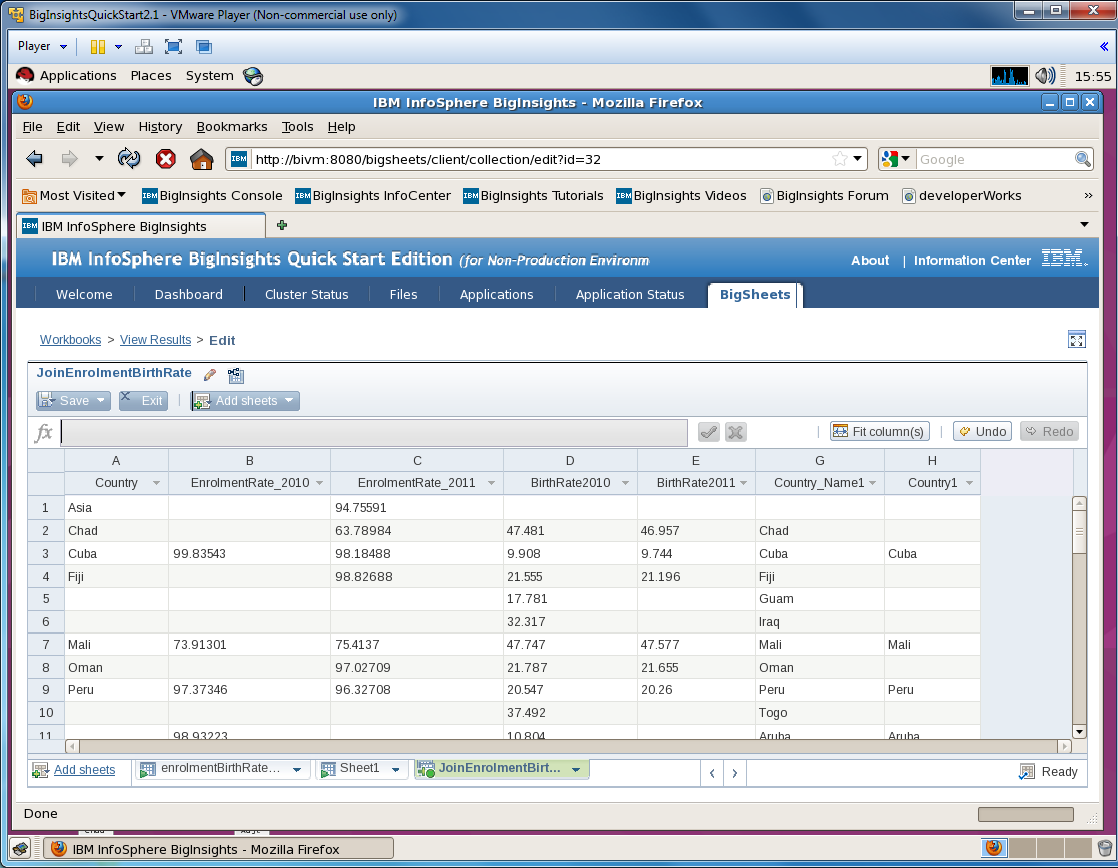 BigInsightsQuickStart2.1 - VMware Player (Non-commercial use only)
Player
Applications Places System 15:55
IBM InfoSphere BigInsights - Mozilla Firefox
File Edit View History Bookmarks Tools Help
IBM http://bivm:8080/bigsheets/client/collection/edit?id=32 Google
Most Visited IBM BigInsights Console IBM BigInsights InfoCenter IBM BigInsights Tutorials IBM BigInsights Videos BigInsights Forum developerWorks »
IBM IBM InfoSphere BigInsights
IBM InfoSphere BigInsights Quick Start Edition (for Non-Production Environm About | Information Center IBM.
Welcome Dashboard Cluster Status Files Applications Application Status BigSheets
Workbooks > View Results > Edit
JoinEnrolmentBirthRate
Save Exit Add sheets
fx Fit column(s) Undo Redo
A B C D E G H
Country EnrolmentRate_2010 EnrolmentRate_2011 BirthRate2010 BirthRate2011 Country_Name1 Country1
1 Asia 94.75591
2 Chad 63.78984 47.481 46.957 Chad
3 Cuba 99.83543 98.18488 9.908 9.744 Cuba Cuba
4 Fiji 98.82688 21.555 21.196 Fiji
5 17.781 Guam
6 32.317 Iraq
7 Mali 73.91301 75.4137 47.747 47.577 Mali Mali
8 Oman 97.02709 21.787 21.655 Oman
9 Peru 97.37346 96.32708 20.547 20.26 Peru Peru
10 37.492 Togo
11 98.93223 10.804 Aruba Aruba
Add sheets enrolmentBirthRate... Sheet1 JoinEnrolmentBirt... Ready
Done
IBM InfoSphere BigInsights - Mozilla Firefox